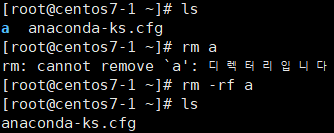 [root@centos7-1 ~]# ls
a  anaconda-ks.cfg
[root@centos7-1 ~]# rm a
rm: cannot remove `a': 디렉터리입니다
[root@centos7-1 ~]# rm -rf a
[root@centos7-1 ~]# ls
anaconda-ks.cfg